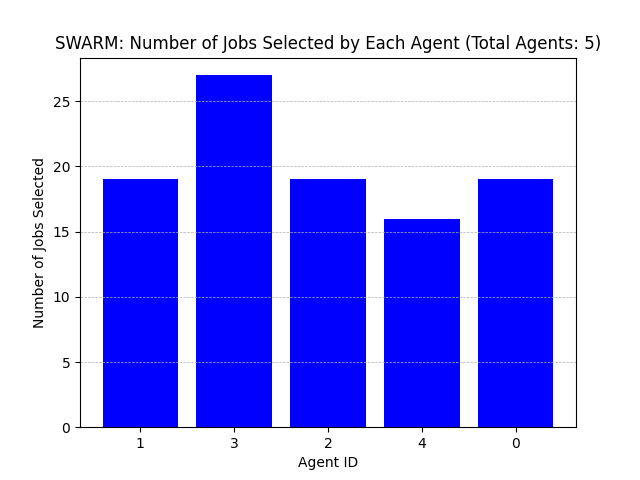 SWARM: Number of Jobs Selected by Each Agent (Total Agents: 5)
Number of Jobs Selected
25
20
15
10
5
0
1 3 2 4 0
Agent ID